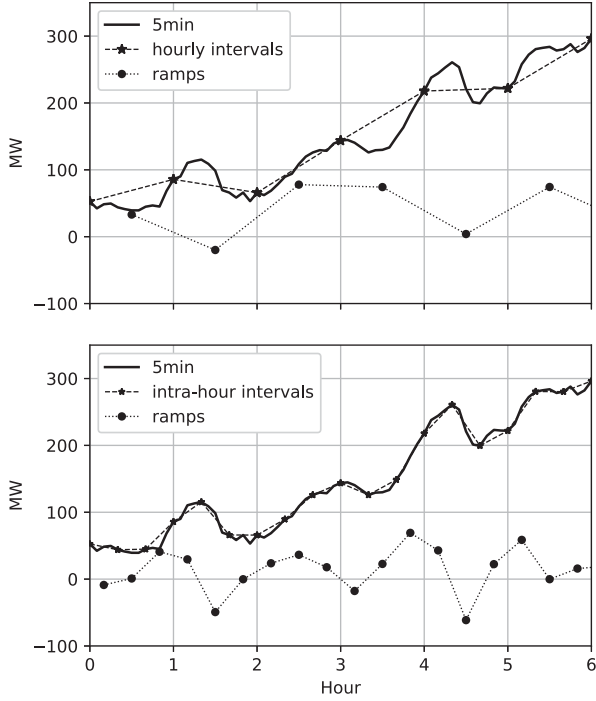 5min
hourly intervals
ramps
300
200
100
0
−100
MW
5min
intra-hour intervals
ramps
300
200
100
0
−100
MW
0 1 2 3 4 5 6
Hour